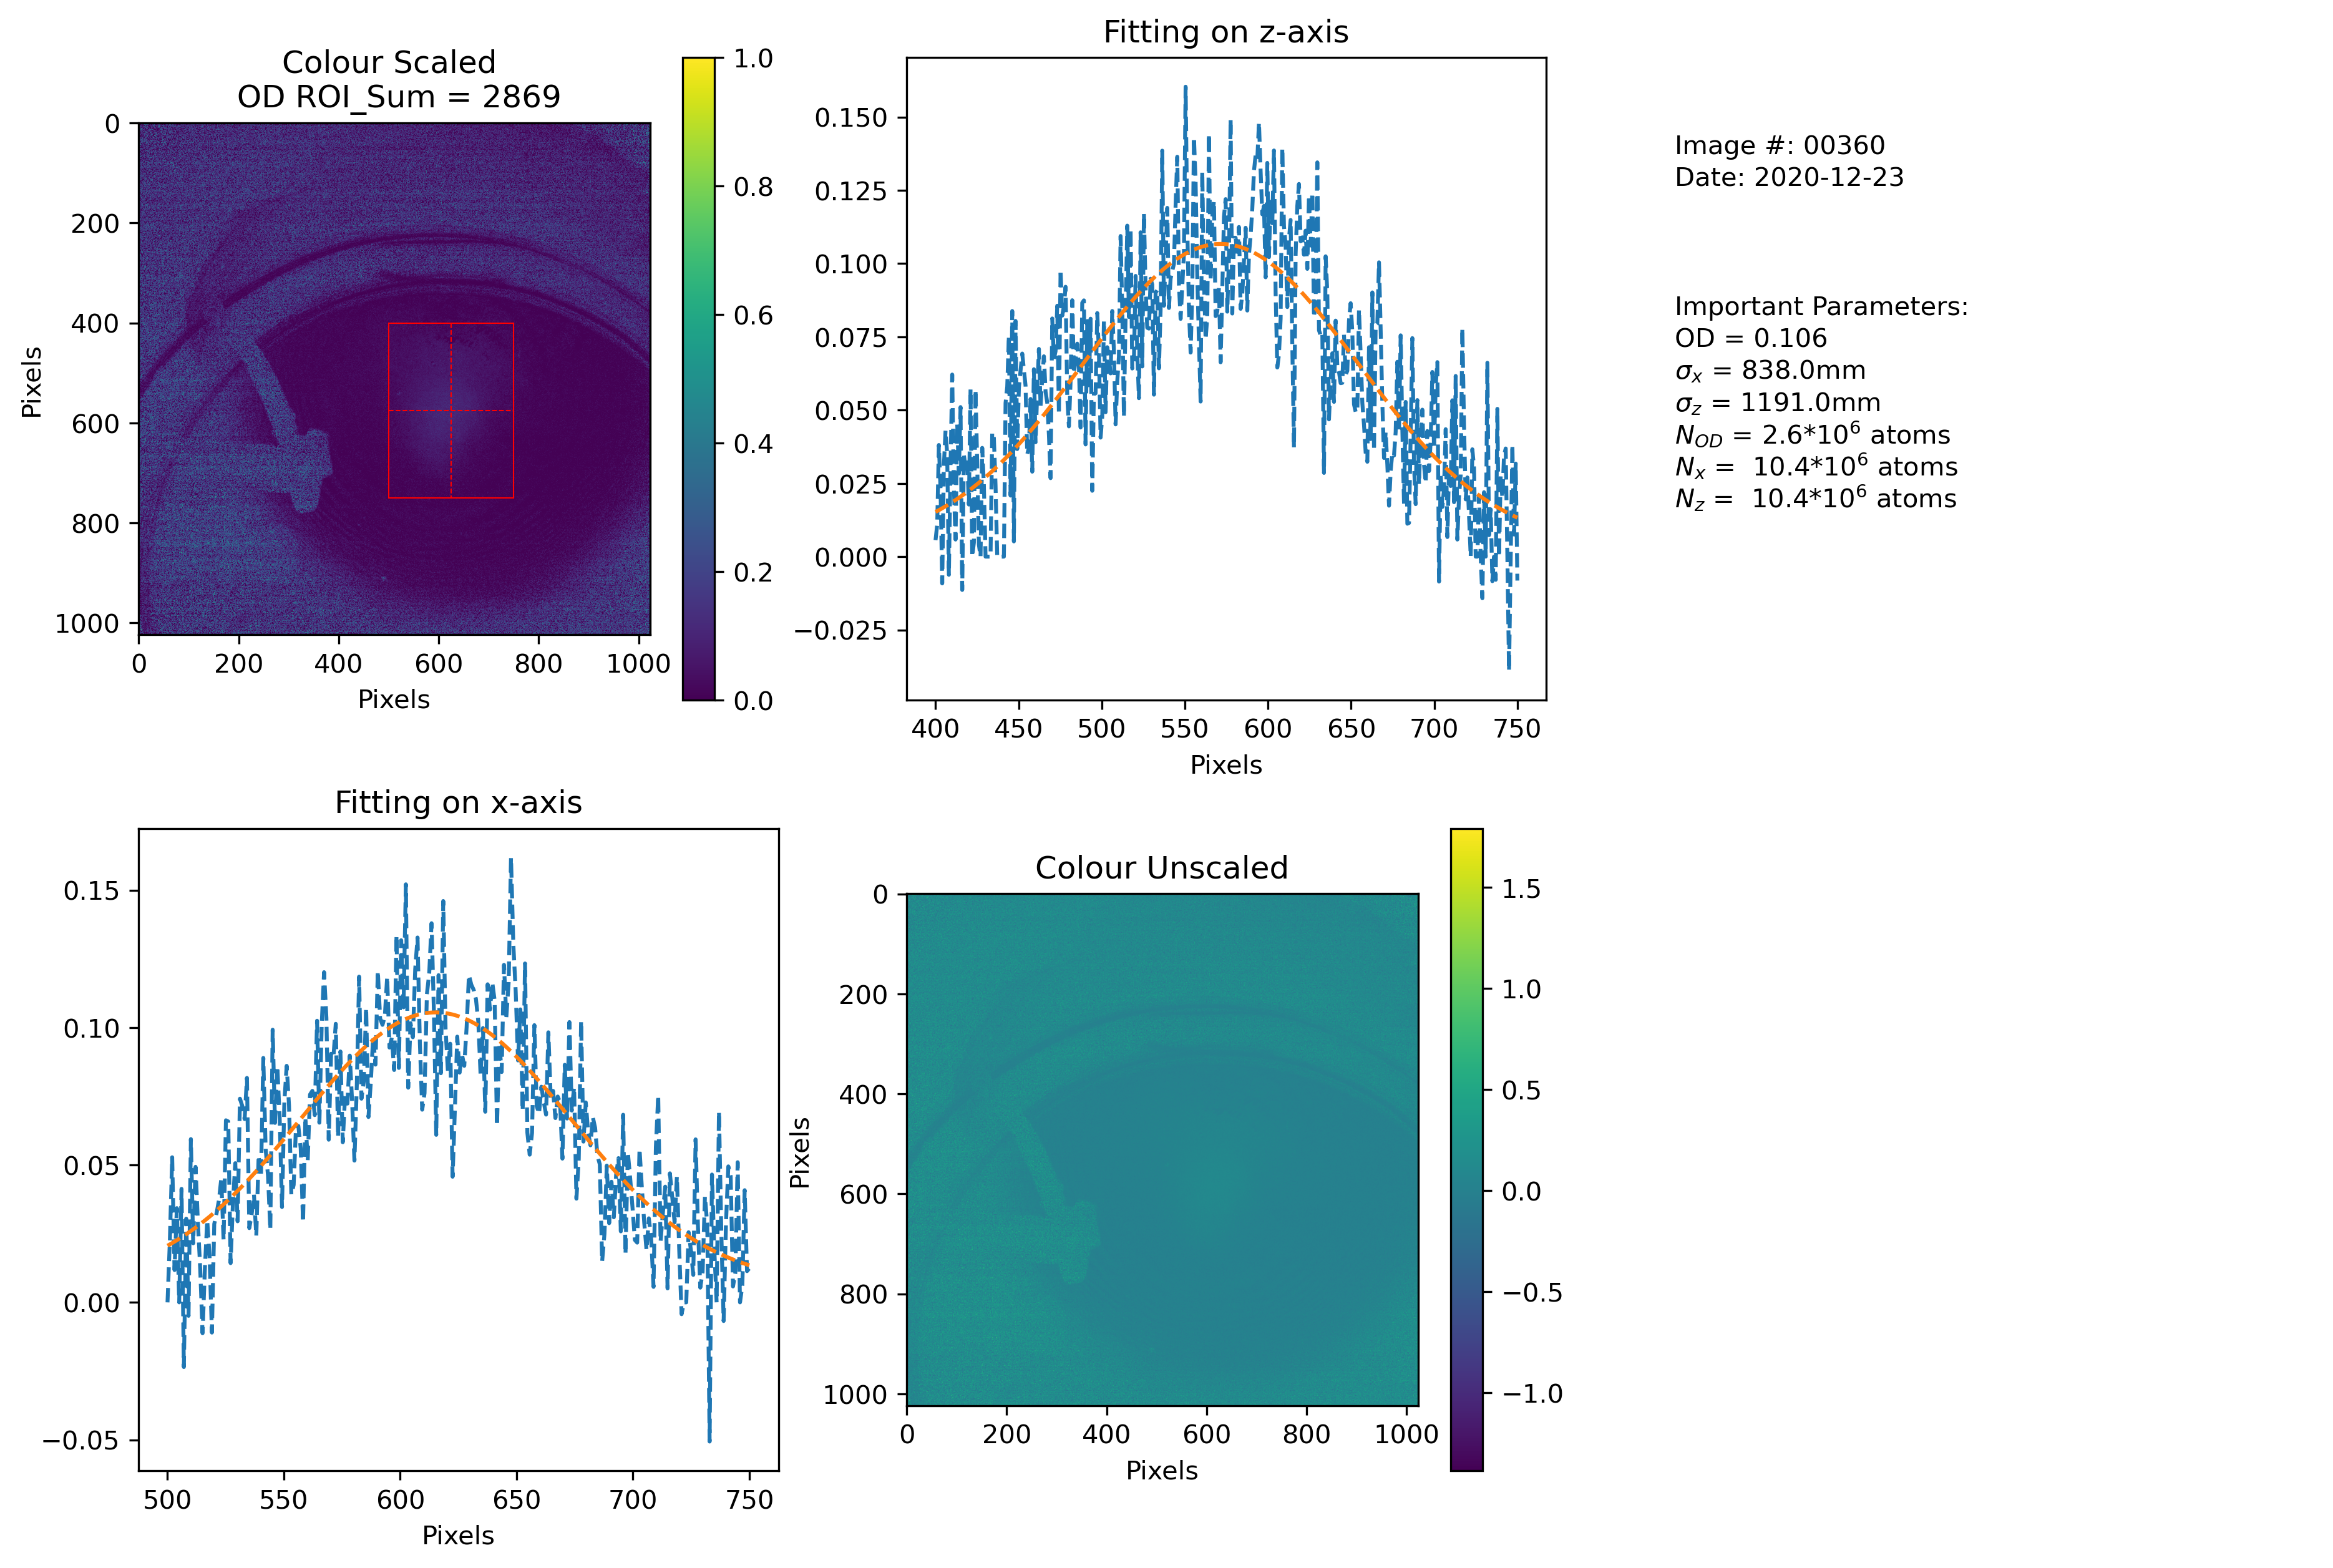 Colour Scaled
OD ROI_Sum = 2869
0
200
400
600
800
1000
Pixels
0 200 400 600 800 1000
Pixels
1.0
0.8
0.6
0.4
0.2
0.0
Fitting on z-axis
0.150
0.125
0.100
0.075
0.050
0.025
0.000
−0.025
400 450 500 550 600 650 700 750
Pixels
Image #: 00360
Date: 2020-12-23
Important Parameters:
OD = 0.106
σx = 838.0mm
σz = 1191.0mm
NOD = 2.6*10⁶ atoms
Nx = 10.4*10⁶ atoms
Nz = 10.4*10⁶ atoms
Fitting on x-axis
0.15
0.10
0.05
0.00
−0.05
500 550 600 650 700 750
Pixels
Colour Unscaled
0
200
400
600
800
1000
Pixels
0 200 400 600 800 1000
Pixels
1.5
1.0
0.5
0.0
−0.5
−1.0